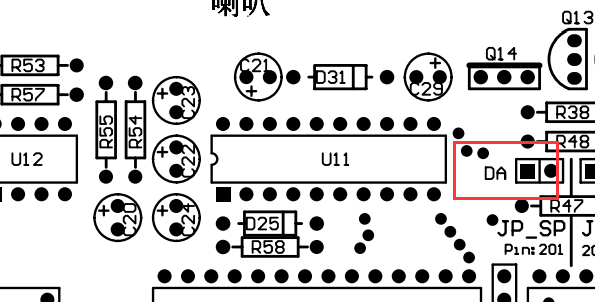 喇叭
Q13
Q14
R53
C21
D31
C29
R57
C23
R38
R55
R54
R48
U12
C22
U11
DA
C20
C24
D25
R47
JP_SP
J
R58
Pin: 201
20